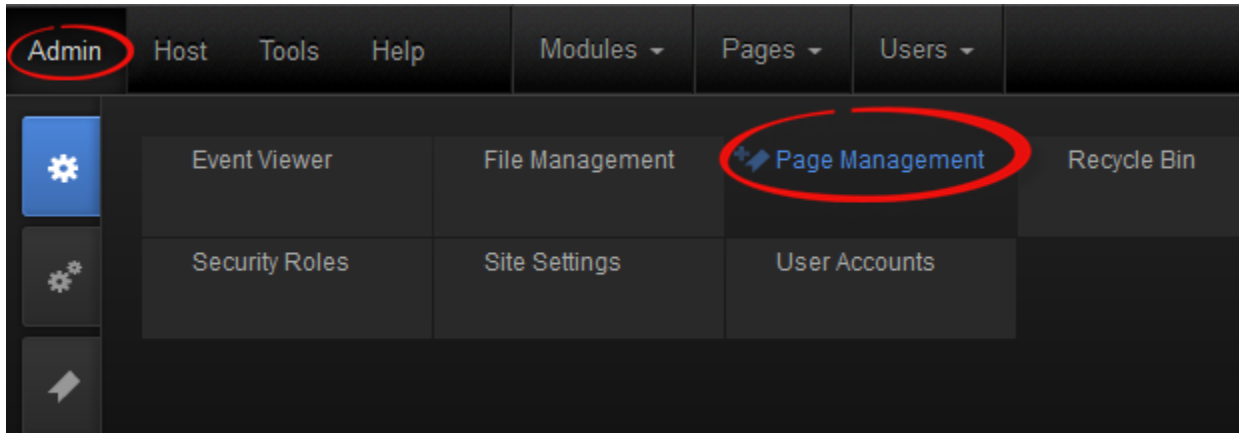 Admin Host Tools Help Modules Pages Users
Event Viewer File Management Page Management Recycle Bin
Security Roles Site Settings User Accounts